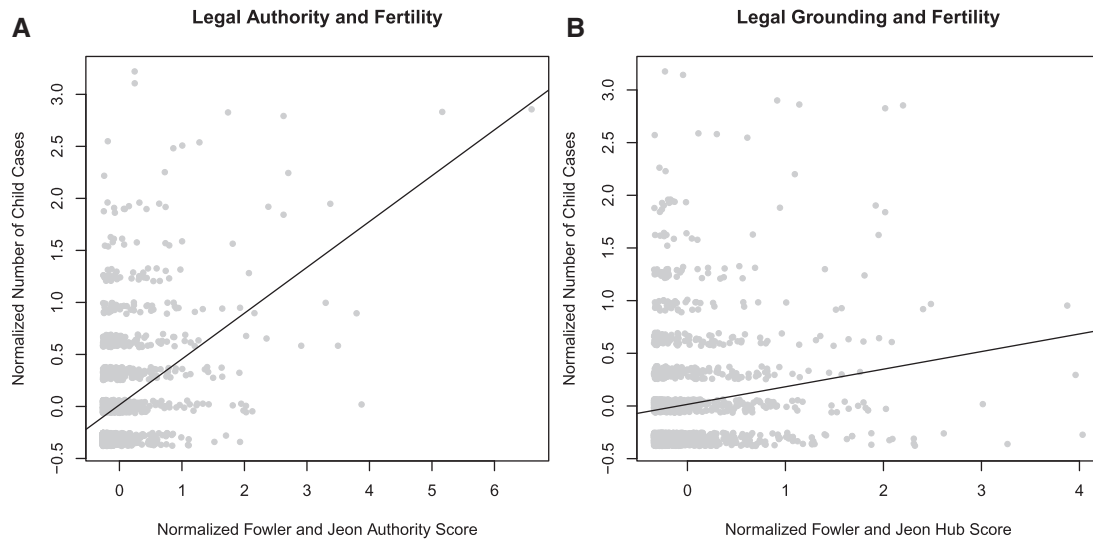 A
Legal Authority and Fertility
Normalized Number of Child Cases
3.0
2.5
2.0
1.5
1.0
0.5
0.0
−0.5
0 1 2 3 4 5 6
Normalized Fowler and Jeon Authority Score
B
Legal Grounding and Fertility
Normalized Number of Child Cases
3.0
2.5
2.0
1.5
1.0
0.5
0.0
−0.5
0 1 2 3 4
Normalized Fowler and Jeon Hub Score